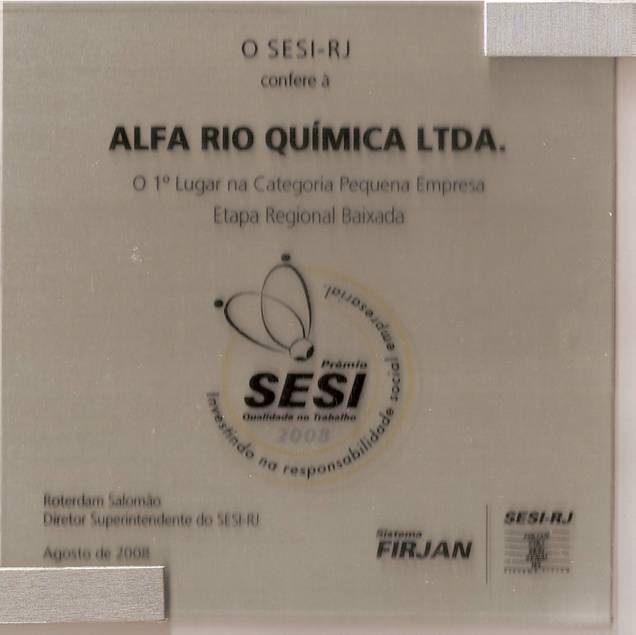 O SESI-RJ
confere à
ALFA RIO QUÍMICA LTDA.
O 1º Lugar na Categoria Pequena Empresa
Etapa Regional Baixada
Prêmio
SESI
Qualidade no Trabalho
2008
Investindo na responsabilidade social empresarial.
Roterdam Salomão
Diretor Superintendente do SESI-RJ
Agosto de 2008
Sistema
FIRJAN
SESI-RJ